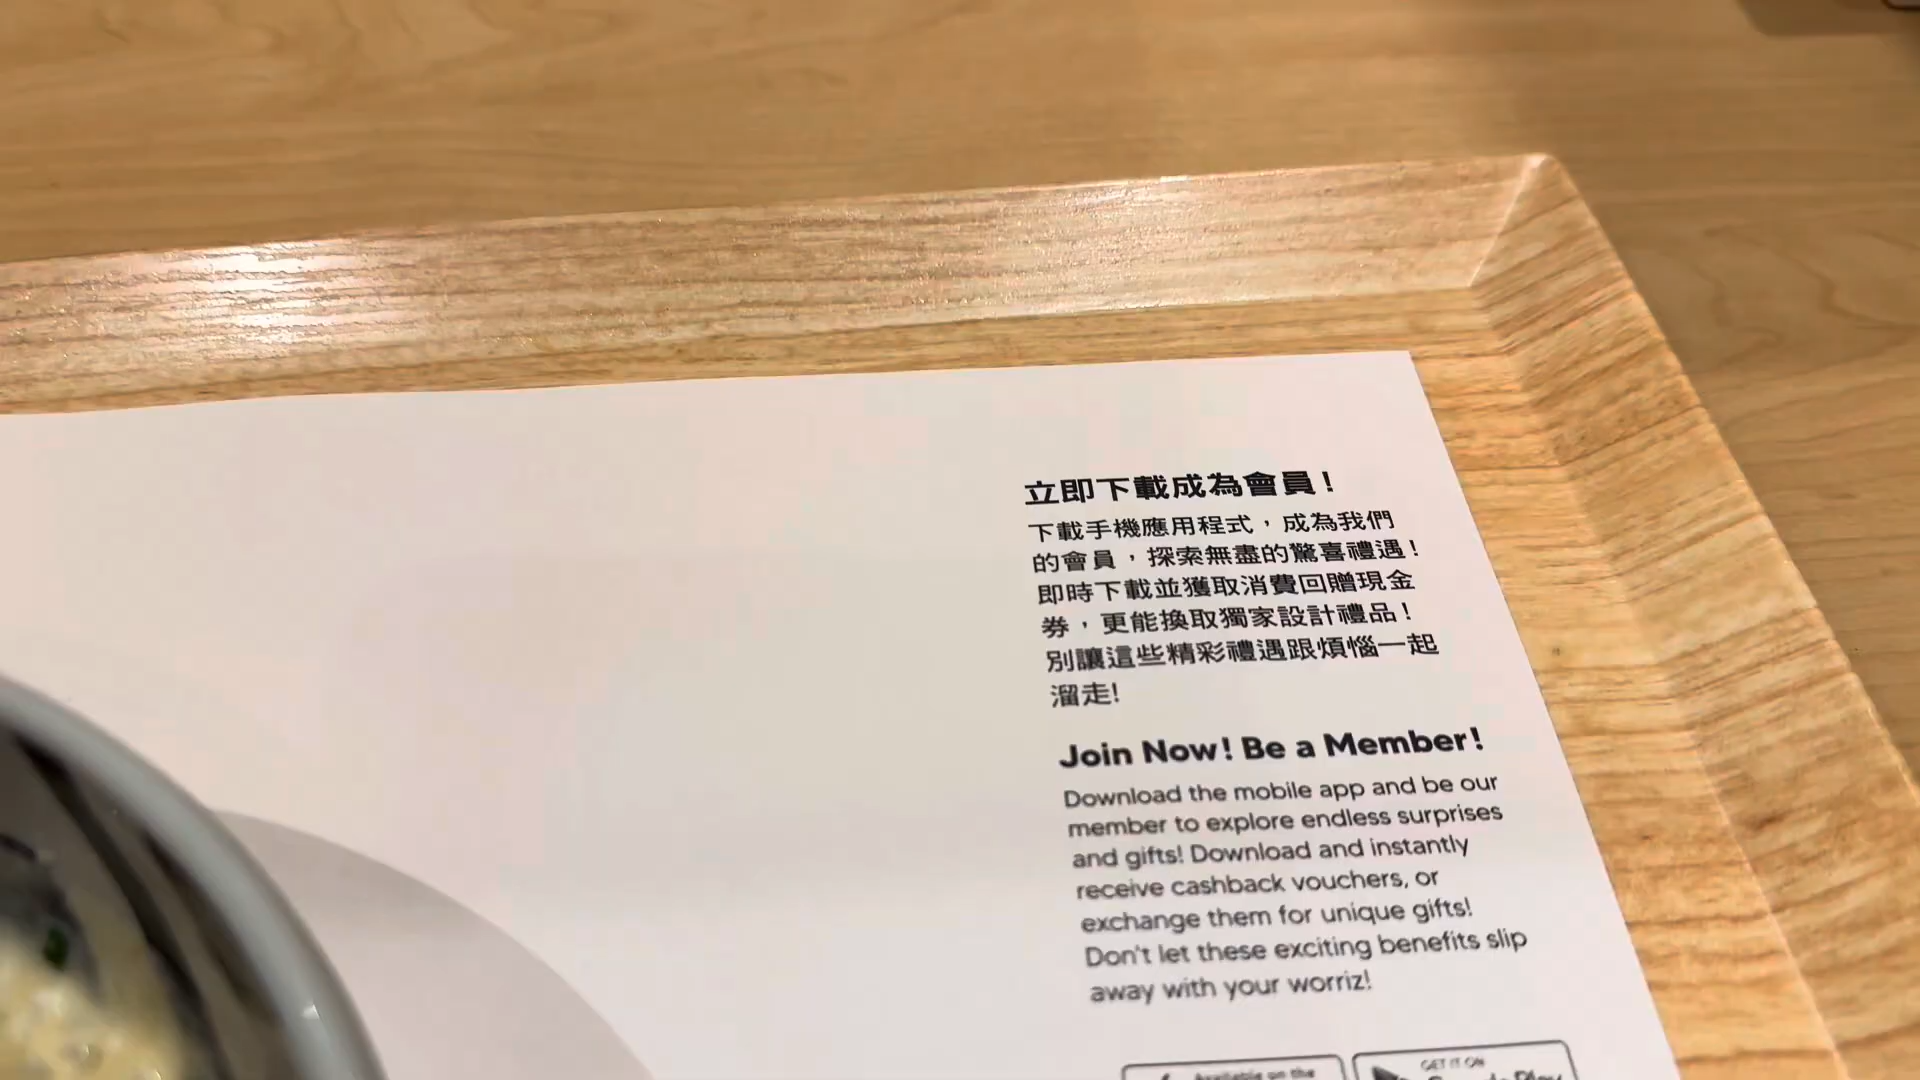 立即下載成為會員！
下載手機應用程式，成為我們
的會員，探索無盡的驚喜禮遇！
即時下載並獲取消費回贈現金
券，更能換取獨家設計禮品！
別讓這些精彩禮遇跟煩惱一起
溜走!
Join Now! Be a Member!
Download the mobile app and be our
member to explore endless surprises
and gifts! Download and instantly
receive cashback vouchers, or
exchange them for unique gifts!
Don't let these exciting benefits slip
away with your worriz!
Available on the
GET IT ON
Google Play